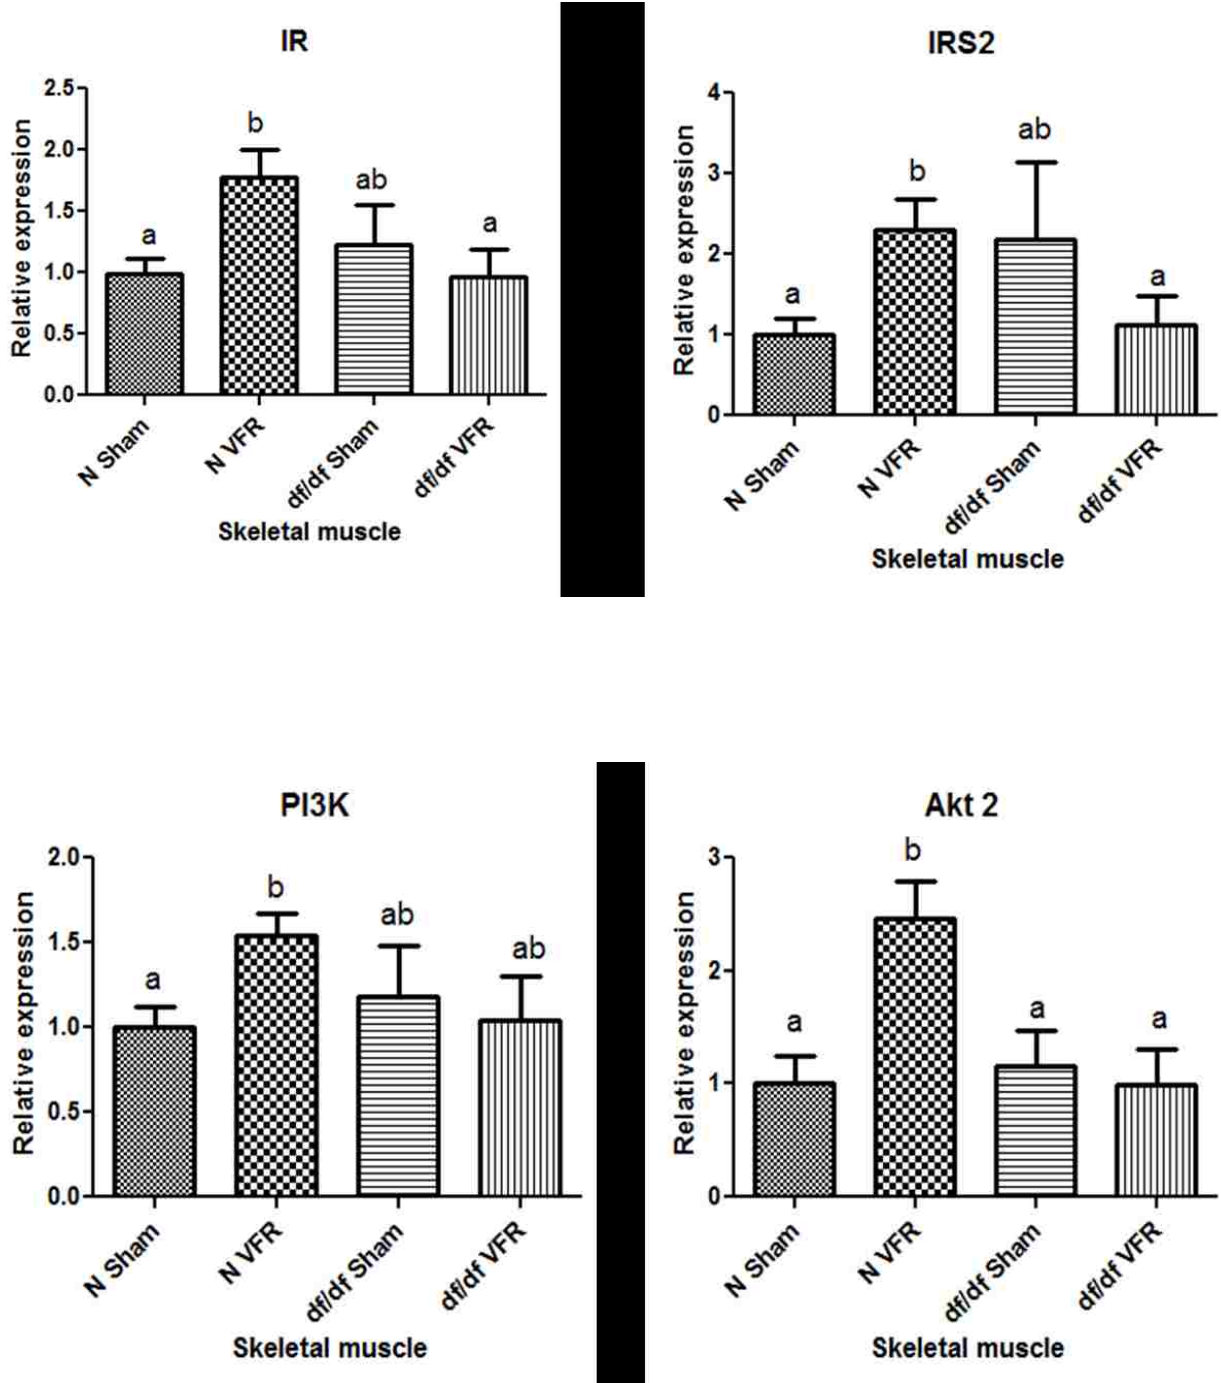 IR
2.5
2.0
1.5
1.0
0.5
0.0
Relative expression
a
b
ab
a
N Sham
N VFR
df/df Sham
df/df VFR
Skeletal muscle
IRS2
4
3
2
1
0
Relative expression
a
b
ab
a
N Sham
N VFR
df/df Sham
df/df VFR
Skeletal muscle
PI3K
2.0
1.5
1.0
0.5
0.0
Relative expression
a
b
ab
ab
N Sham
N VFR
df/df Sham
df/df VFR
Skeletal muscle
Akt 2
3
2
1
0
Relative expression
a
b
a
a
N Sham
N VFR
df/df Sham
df/df VFR
Skeletal muscle